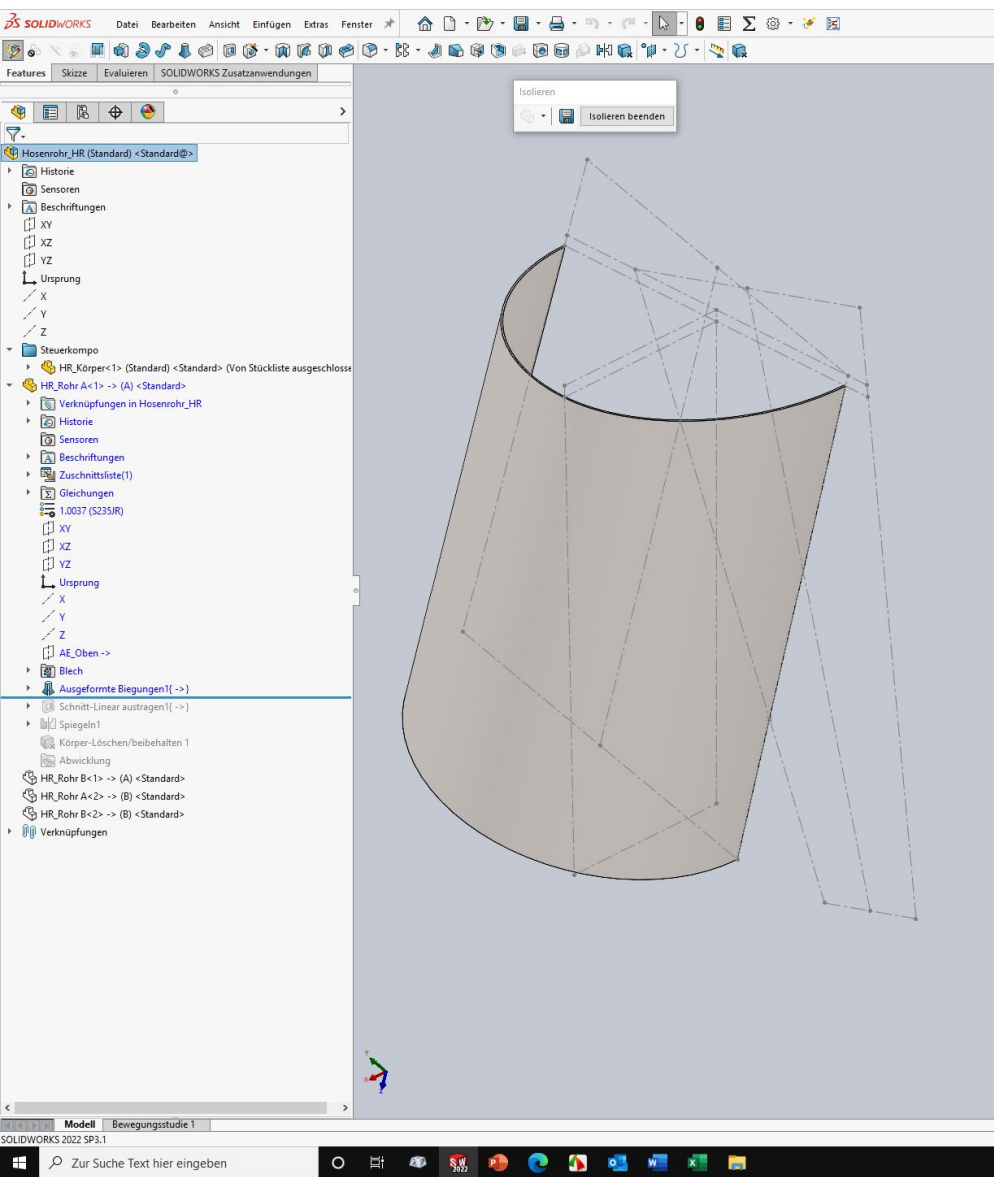 SOLIDWORKS Datei Bearbeiten Ansicht Einfügen Extras Fenster
Features Skizze Evaluieren SOLIDWORKS Zusatzanwendungen
Isolieren
Isolieren beenden
Hosenrohr_HR (Standard) <Standard@>
Historie
Sensoren
Beschriftungen
XY
XZ
YZ
Ursprung
X
Y
Z
Steuerkompo
HR_Körper<1> (Standard) <Standard> (Von Stückliste ausgeschlosse
HR_Rohr A<1> -> (A) <Standard>
Verknüpfungen in Hosenrohr_HR
Historie
Sensoren
Beschriftungen
Zuschnittsliste(1)
Gleichungen
1.0037 (S235JR)
XY
XZ
YZ
Ursprung
X
Y
Z
AE_Oben ->
Blech
Ausgeformte Biegungen1{ ->}
Schnitt-Linear austragen1{ ->}
Spiegeln1
Körper-Löschen/beibehalten 1
Abwicklung
HR_Rohr B<1> -> (A) <Standard>
HR_Rohr A<2> -> (B) <Standard>
HR_Rohr B<2> -> (B) <Standard>
Verknüpfungen
Y
X
Z
Modell Bewegungsstudie 1
SOLIDWORKS 2022 SP3.1
Zur Suche Text hier eingeben
SW 2022